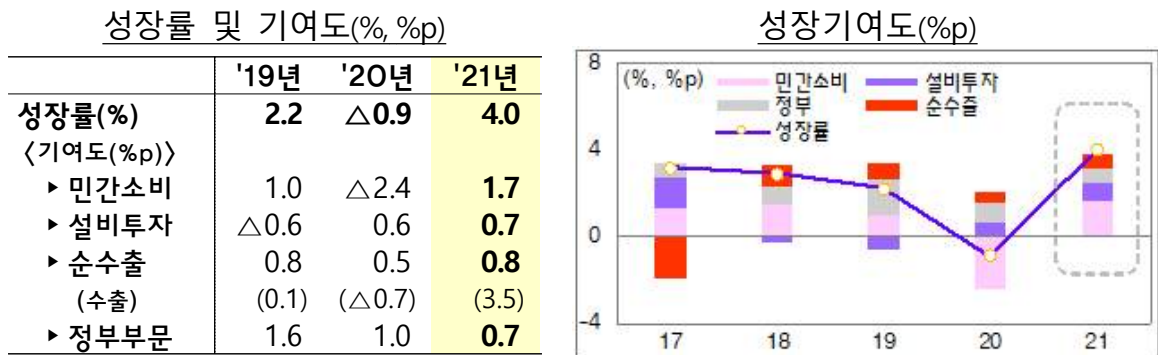 성장률 및 기여도(%, %p)
'19년 '20년 '21년
성장률(%) 2.2 △0.9 4.0
〈기여도(%p)〉
▸ 민간소비 1.0 △2.4 1.7
▸ 설비투자 △0.6 0.6 0.7
▸ 순수출 0.8 0.5 0.8
(수출) (0.1) (△0.7) (3.5)
▸ 정부부문 1.6 1.0 0.7
성장기여도(%p)
8
(%, %p) 민간소비 설비투자
정부 순수출
성장률
4
0
-4
17 18 19 20 21